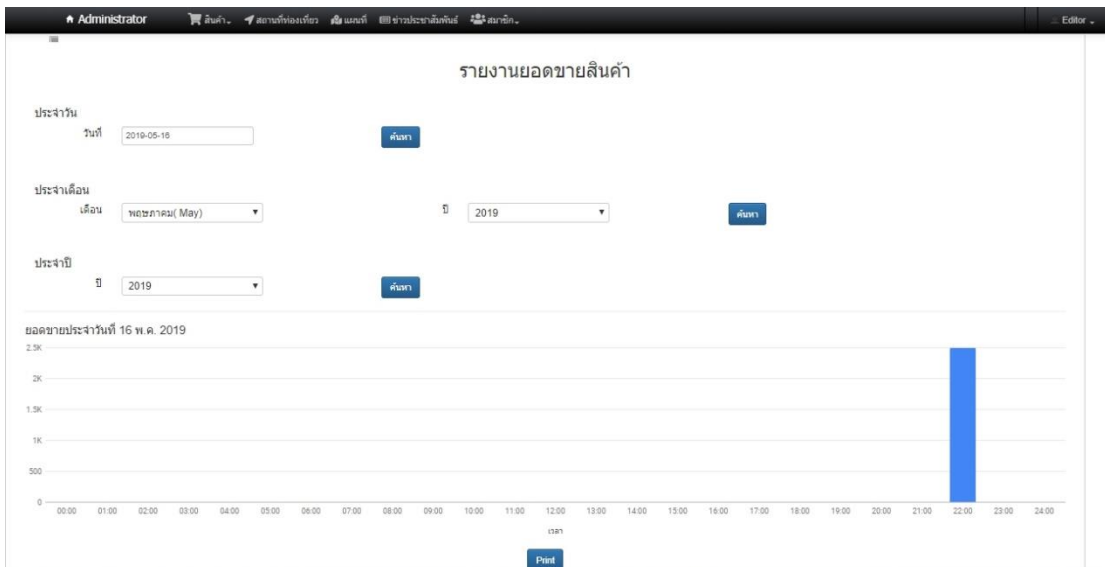 Administrator สินค้า สถานที่ท่องเที่ยว แผนที่ ข่าวประชาสัมพันธ์ สมาชิก Editor
รายงานยอดขายสินค้า
ประจำวัน
วันที่ 2019-05-16 ค้นหา
ประจำเดือน
เดือน พฤษภาคม( May) ปี 2019 ค้นหา
ประจำปี
ปี 2019 ค้นหา
ยอดขายประจำวันที่ 16 พ.ค. 2019
2.5K
2K
1.5K
1K
500
0
00:00 01:00 02:00 03:00 04:00 05:00 06:00 07:00 08:00 09:00 10:00 11:00 12:00 13:00 14:00 15:00 16:00 17:00 18:00 19:00 20:00 21:00 22:00 23:00 24:00
เวลา
Print